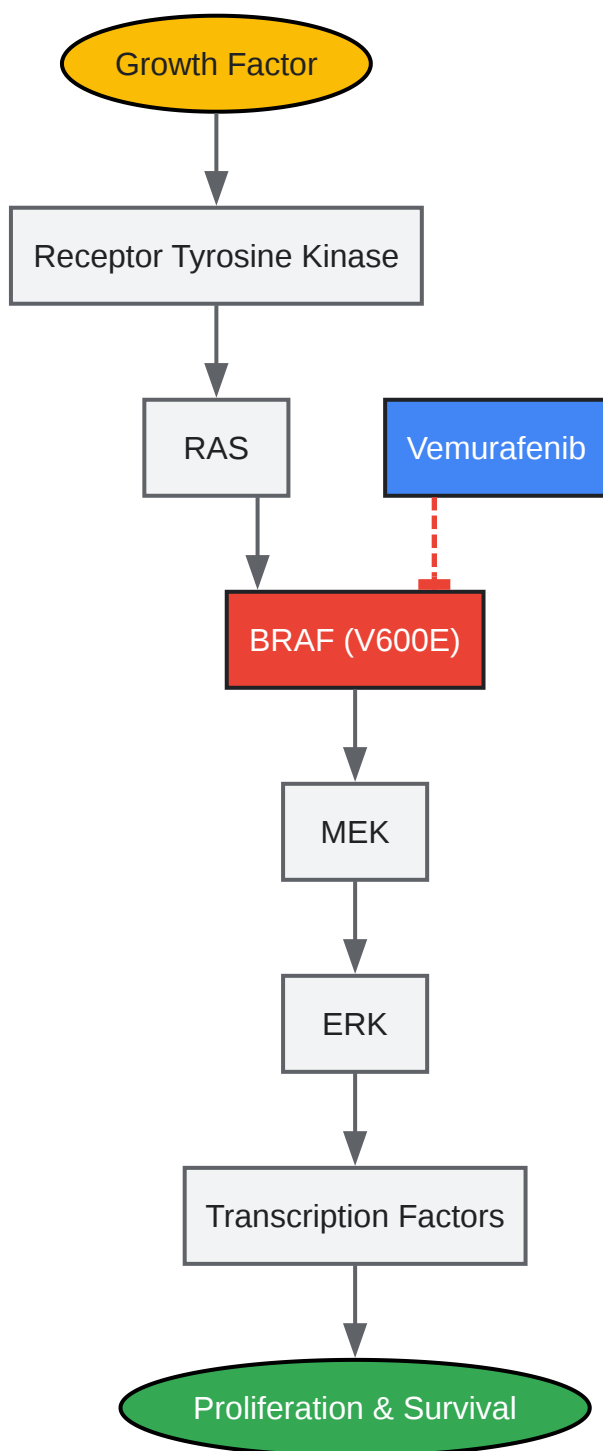 Growth Factor
Receptor Tyrosine Kinase
RAS
Vemurafenib
BRAF (V600E)
MEK
ERK
Transcription Factors
Proliferation & Survival